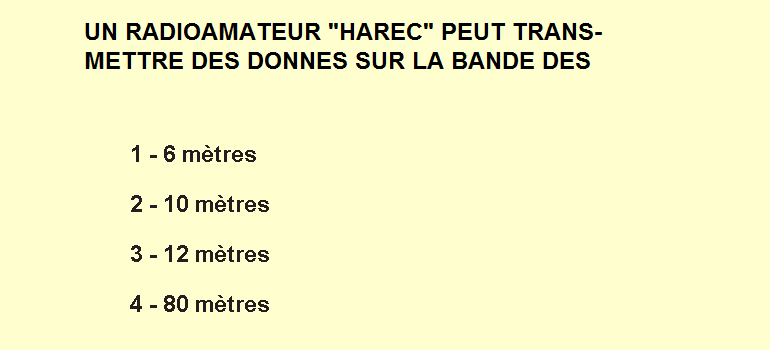 UN RADIOAMATEUR "HAREC" PEUT TRANS-
METTRE DES DONNES SUR LA BANDE DES
1 - 6 mètres
2 - 10 mètres
3 - 12 mètres
4 - 80 mètres